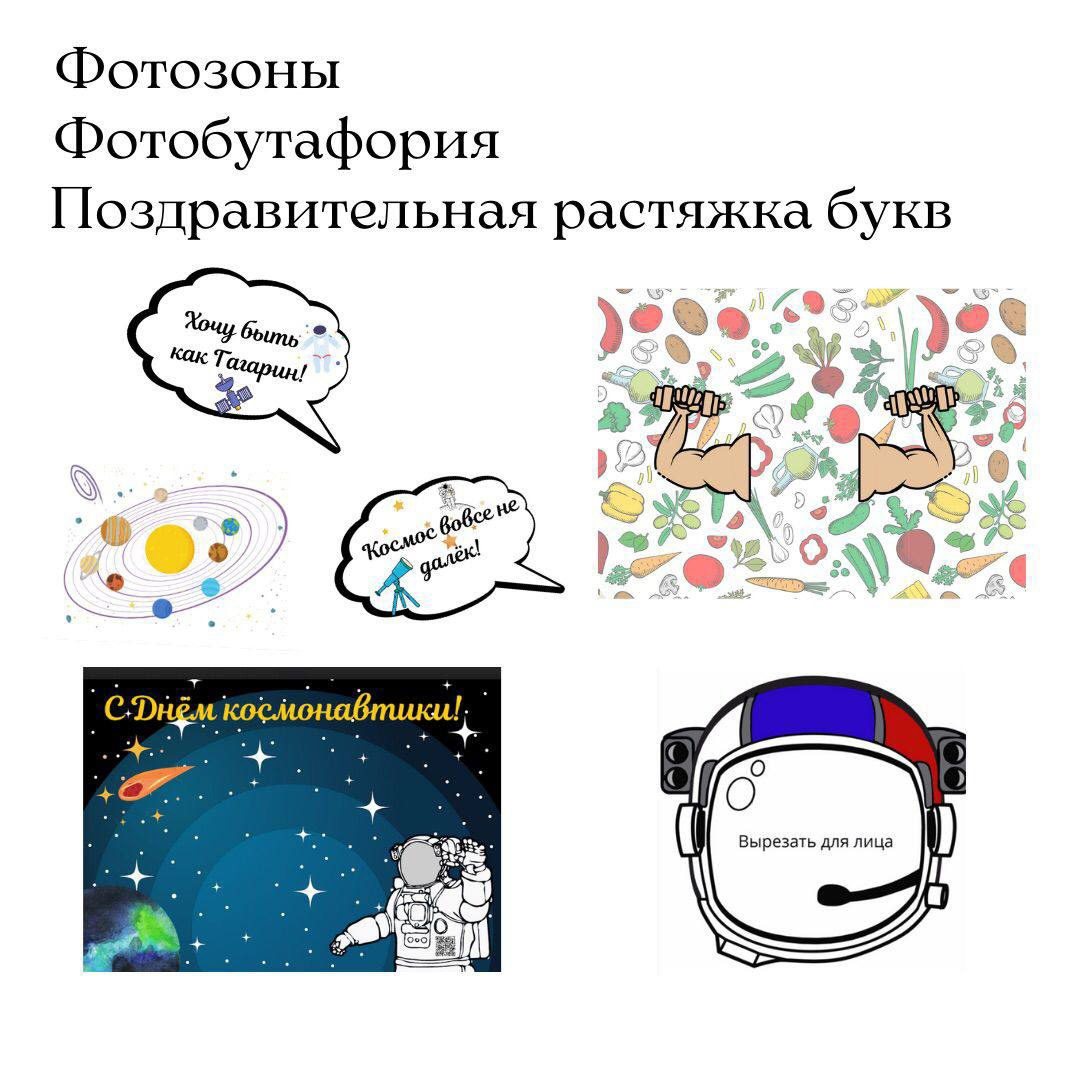 Фотозоны
Фотобутафория
Поздравительная растяжка букв
Хочу быть
как Гагарин!
Космос вовсе не
далёк!
С Днём космонавтики!
Вырезать для лица